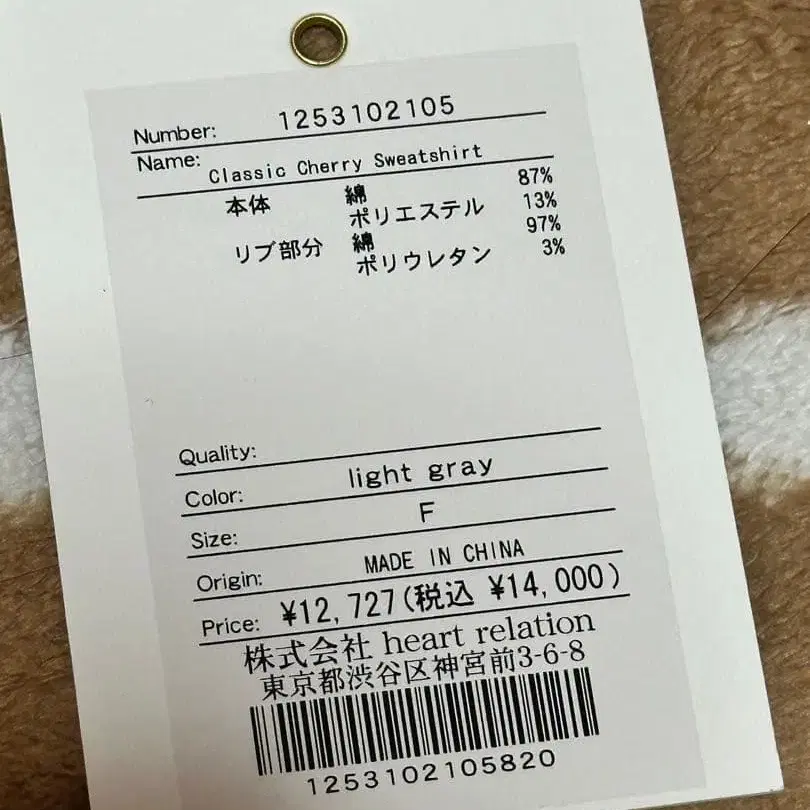 Number: 1253102105
Name: Classic Cherry Sweatshirt
本体 綿 87%
ポリエステル 13%
リブ部分 綿 97%
ポリウレタン 3%
Quality:
Color: light gray
Size: F
Origin: MADE IN CHINA
Price: ¥12,727(税込 ¥14,000)
株式会社 heart relation
東京都渋谷区神宮前3-6-8
1253102105820